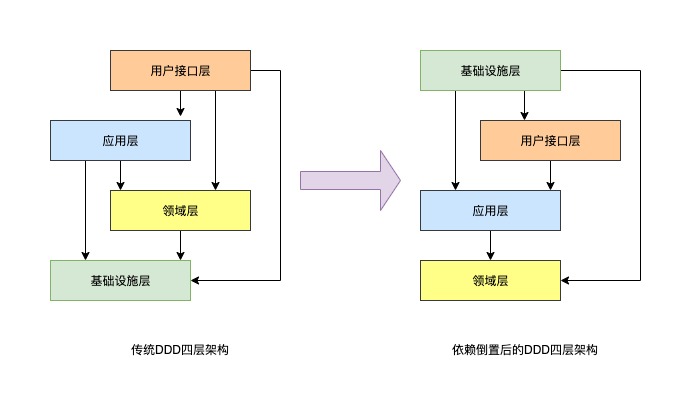 用户接口层
应用层
领域层
基础设施层
传统DDD四层架构
基础设施层
用户接口层
应用层
领域层
依赖倒置后的DDD四层架构